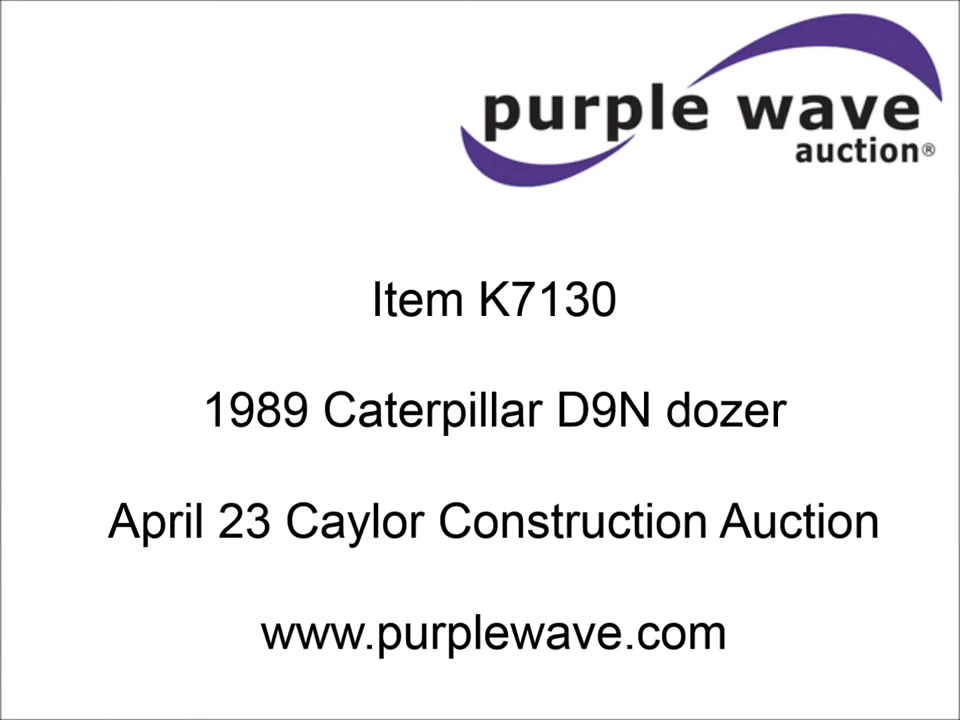 purple wave
auction®
Item K7130
1989 Caterpillar D9N dozer
April 23 Caylor Construction Auction
www.purplewave.com